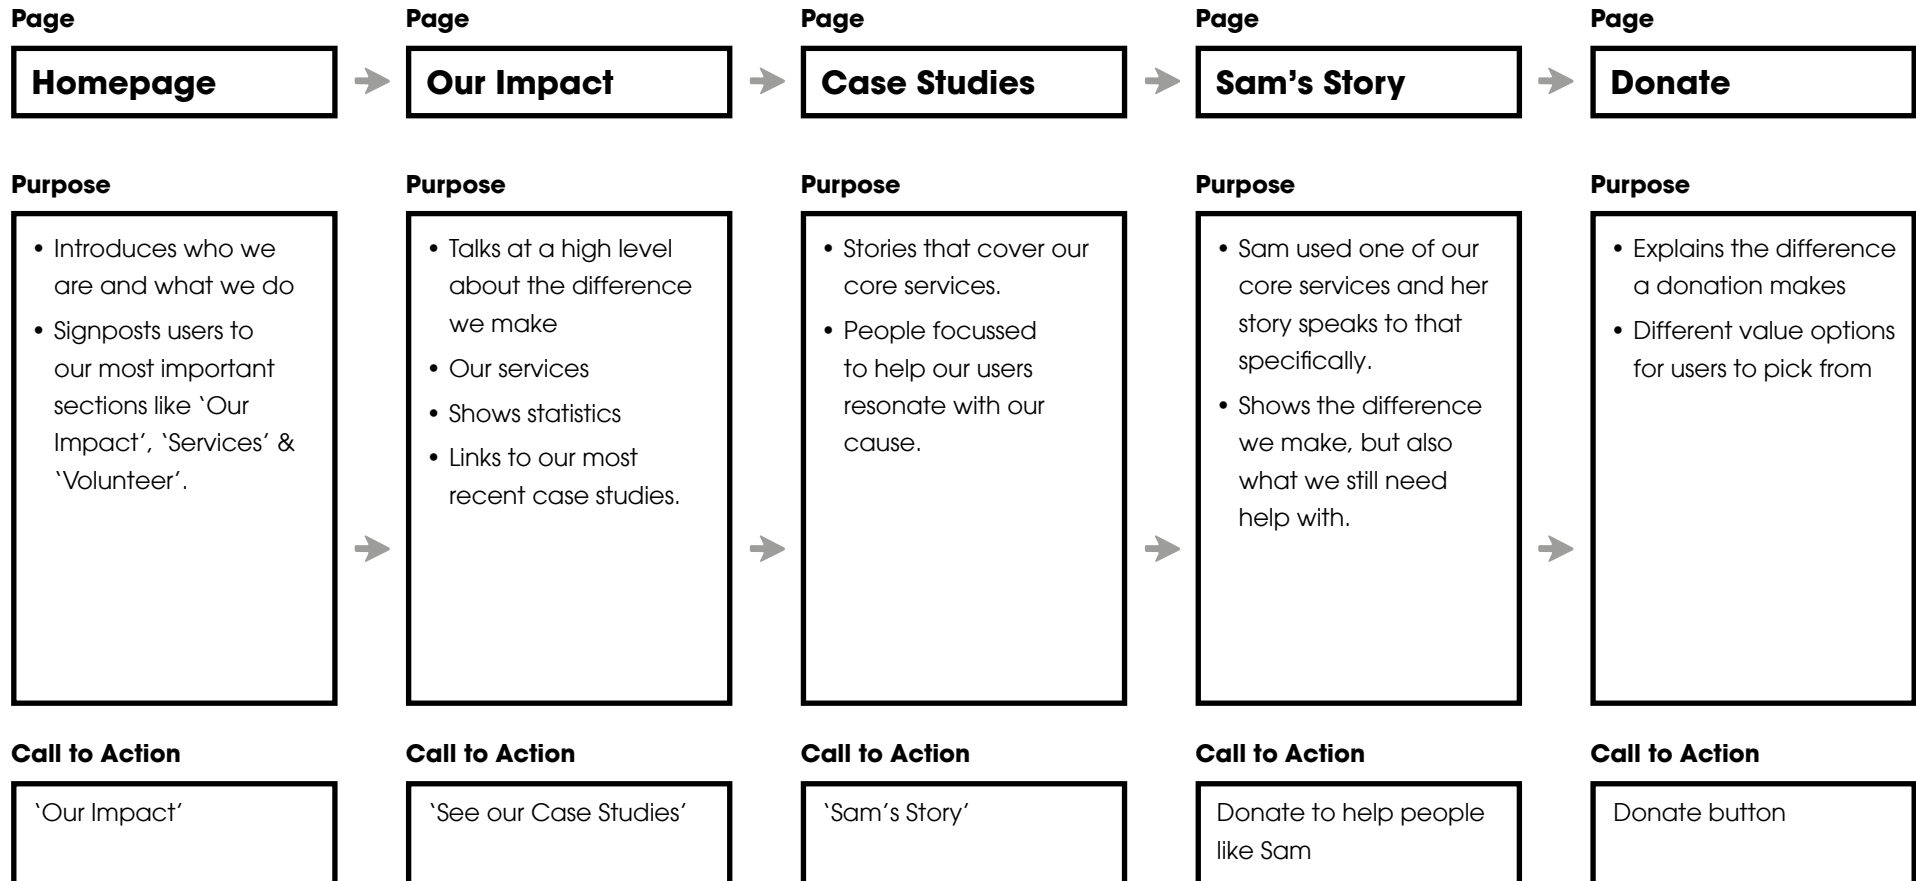 Page
Homepage
Purpose
• Introduces who we
are and what we do
• Signposts users to
our most important
sections like ‘Our
Impact’, ‘Services’ &
‘Volunteer’.
Call to Action
‘Our Impact’
Page
Our Impact
Purpose
• Talks at a high level
about the difference
we make
• Our services
• Shows statistics
• Links to our most
recent case studies.
Call to Action
‘See our Case Studies’
Page
Case Studies
Purpose
• Stories that cover our
core services.
• People focussed
to help our users
resonate with our
cause.
Call to Action
‘Sam’s Story’
Page
Sam’s Story
Purpose
• Sam used one of our
core services and her
story speaks to that
specifically.
• Shows the difference
we make, but also
what we still need
help with.
Call to Action
Donate to help people
like Sam
Page
Donate
Purpose
• Explains the difference
a donation makes
• Different value options
for users to pick from
Call to Action
Donate button